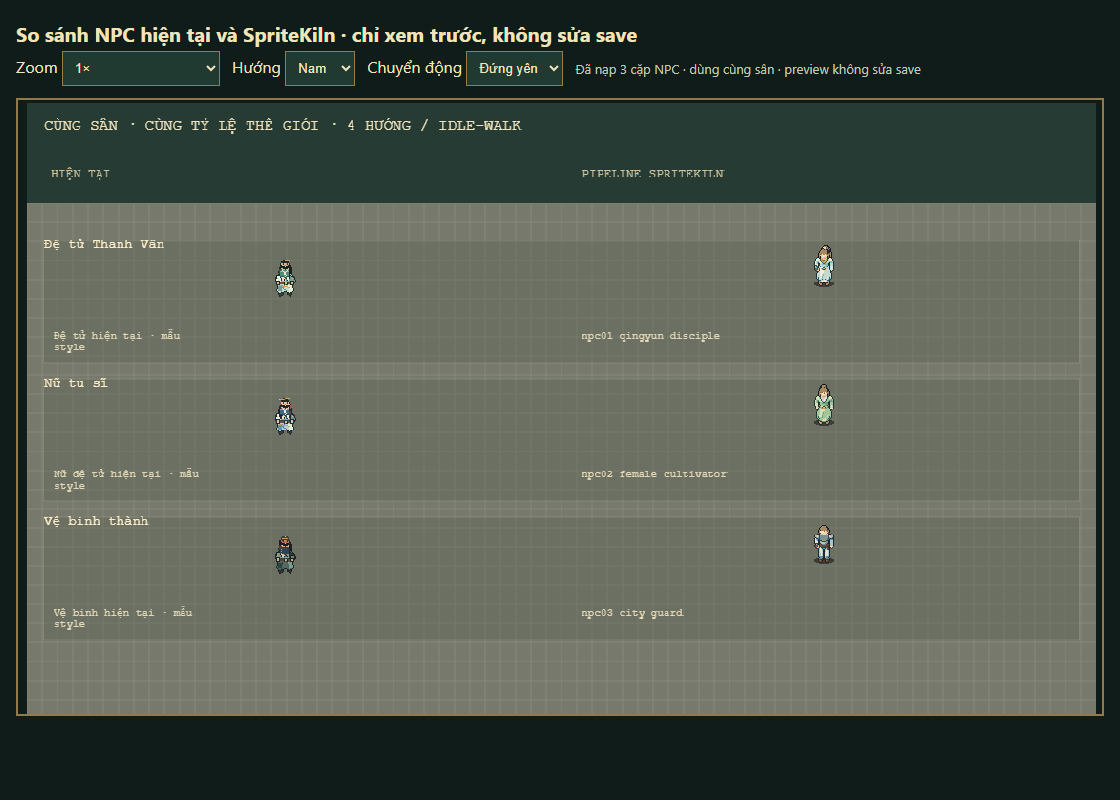 So sánh NPC hiện tại và SpriteKiln · chỉ xem trước, không sửa save
Zoom 1× Hướng Nam Chuyển động Đứng yên Đã nạp 3 cặp NPC · dùng cùng sân · preview không sửa save
CÙNG SÂN · CÙNG TỶ LỆ THẾ GIỚI · 4 HƯỚNG / IDLE-WALK
HIỆN TẠI PIPELINE SPRITEKILN
Đệ tử Thanh Vân
Đệ tử hiện tại · mẫu
style
npc01 qingyun disciple
Nữ tu sĩ
Nữ đệ tử hiện tại · mẫu
style
npc02 female cultivator
Vệ binh thành
Vệ binh hiện tại · mẫu
style
npc03 city guard